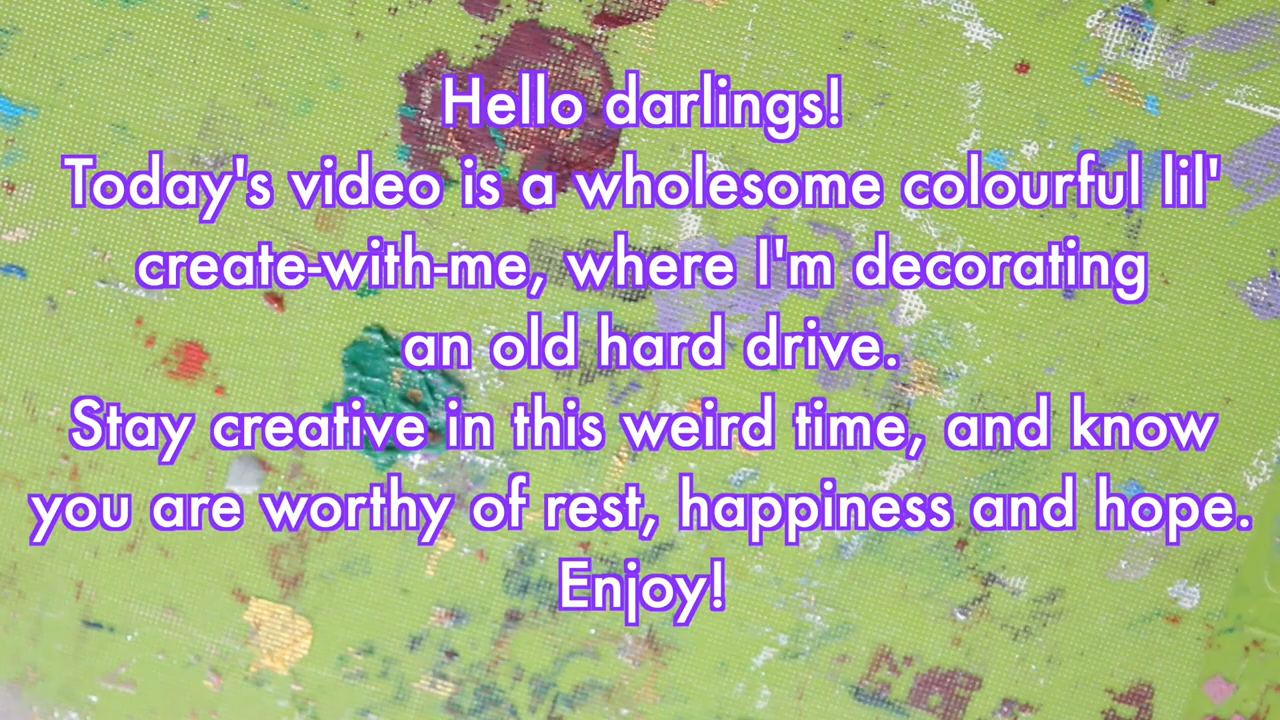 Hello darlings!
Today's video is a wholesome colourful lil'
create-with-me, where I'm decorating
an old hard drive.
Stay creative in this weird time, and know
you are worthy of rest, happiness and hope.
Enjoy!